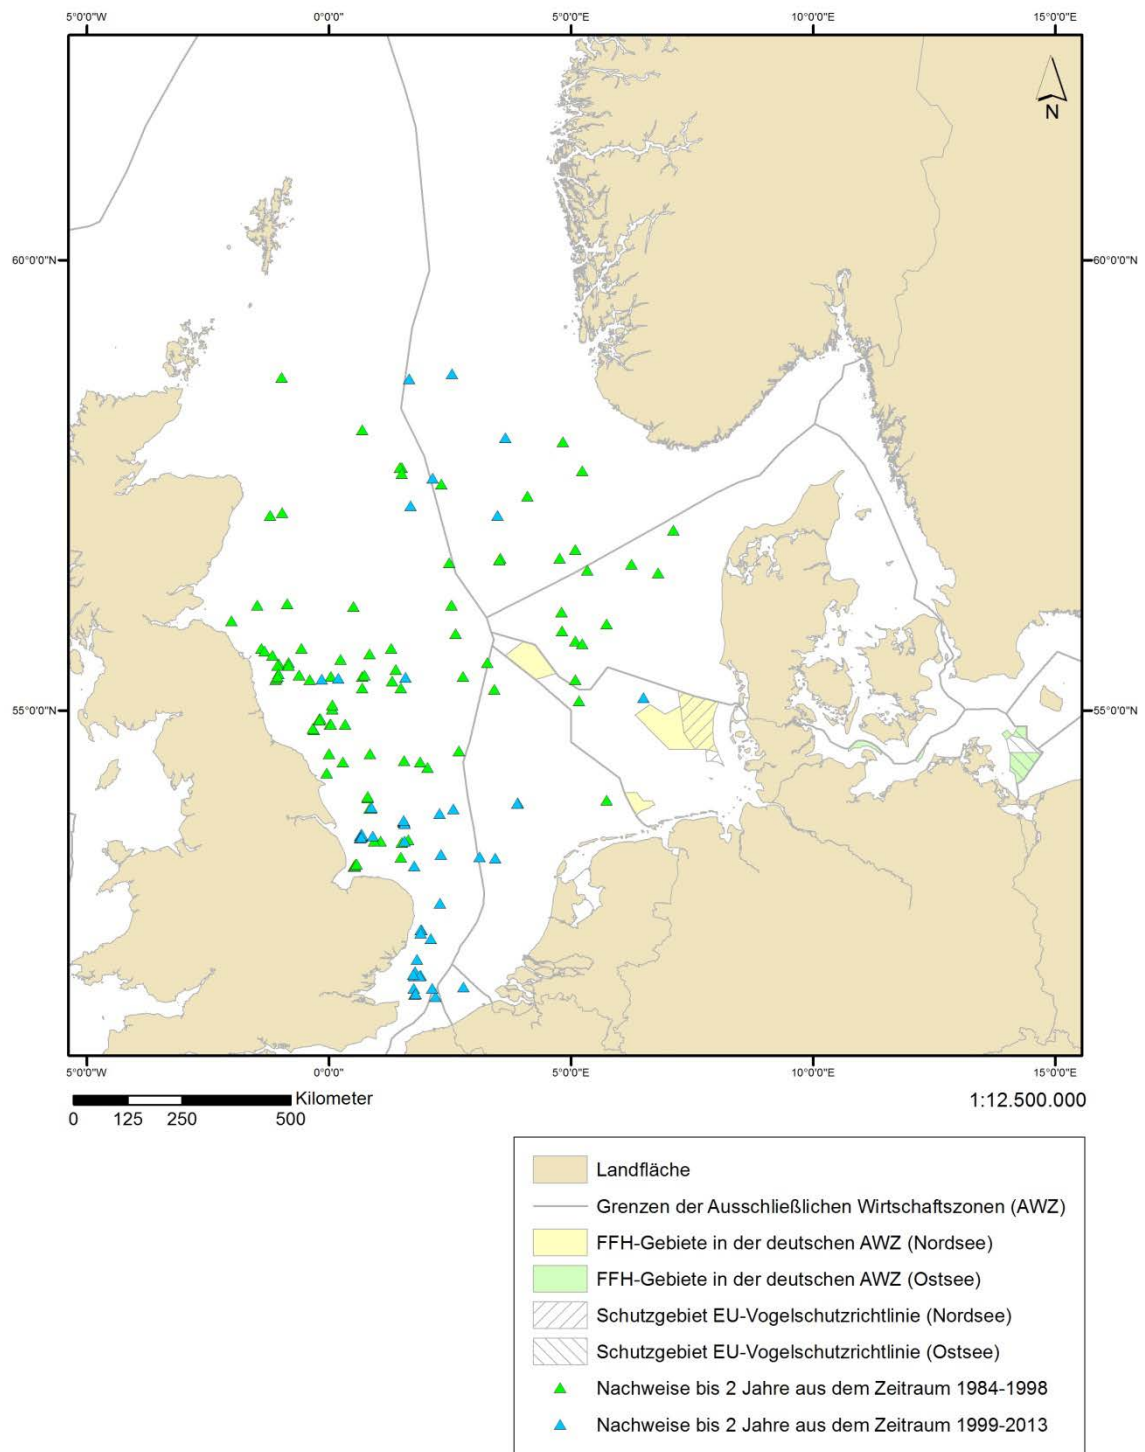 5°0'0"W 0°0'0" 5°0'0"E 10°0'0"E 15°0'0"E
N
60°0'0"N 60°0'0"N
55°0'0"N 55°0'0"N
5°0'0"W 0°0'0" 5°0'0"E 10°0'0"E 15°0'0"E
Kilometer
0 125 250 500
1:12.500.000
Landfläche
Grenzen der Ausschließlichen Wirtschaftszonen (AWZ)
FFH-Gebiete in der deutschen AWZ (Nordsee)
FFH-Gebiete in der deutschen AWZ (Ostsee)
Schutzgebiet EU-Vogelschutzrichtlinie (Nordsee)
Schutzgebiet EU-Vogelschutzrichtlinie (Ostsee)
Nachweise bis 2 Jahre aus dem Zeitraum 1984-1998
Nachweise bis 2 Jahre aus dem Zeitraum 1999-2013